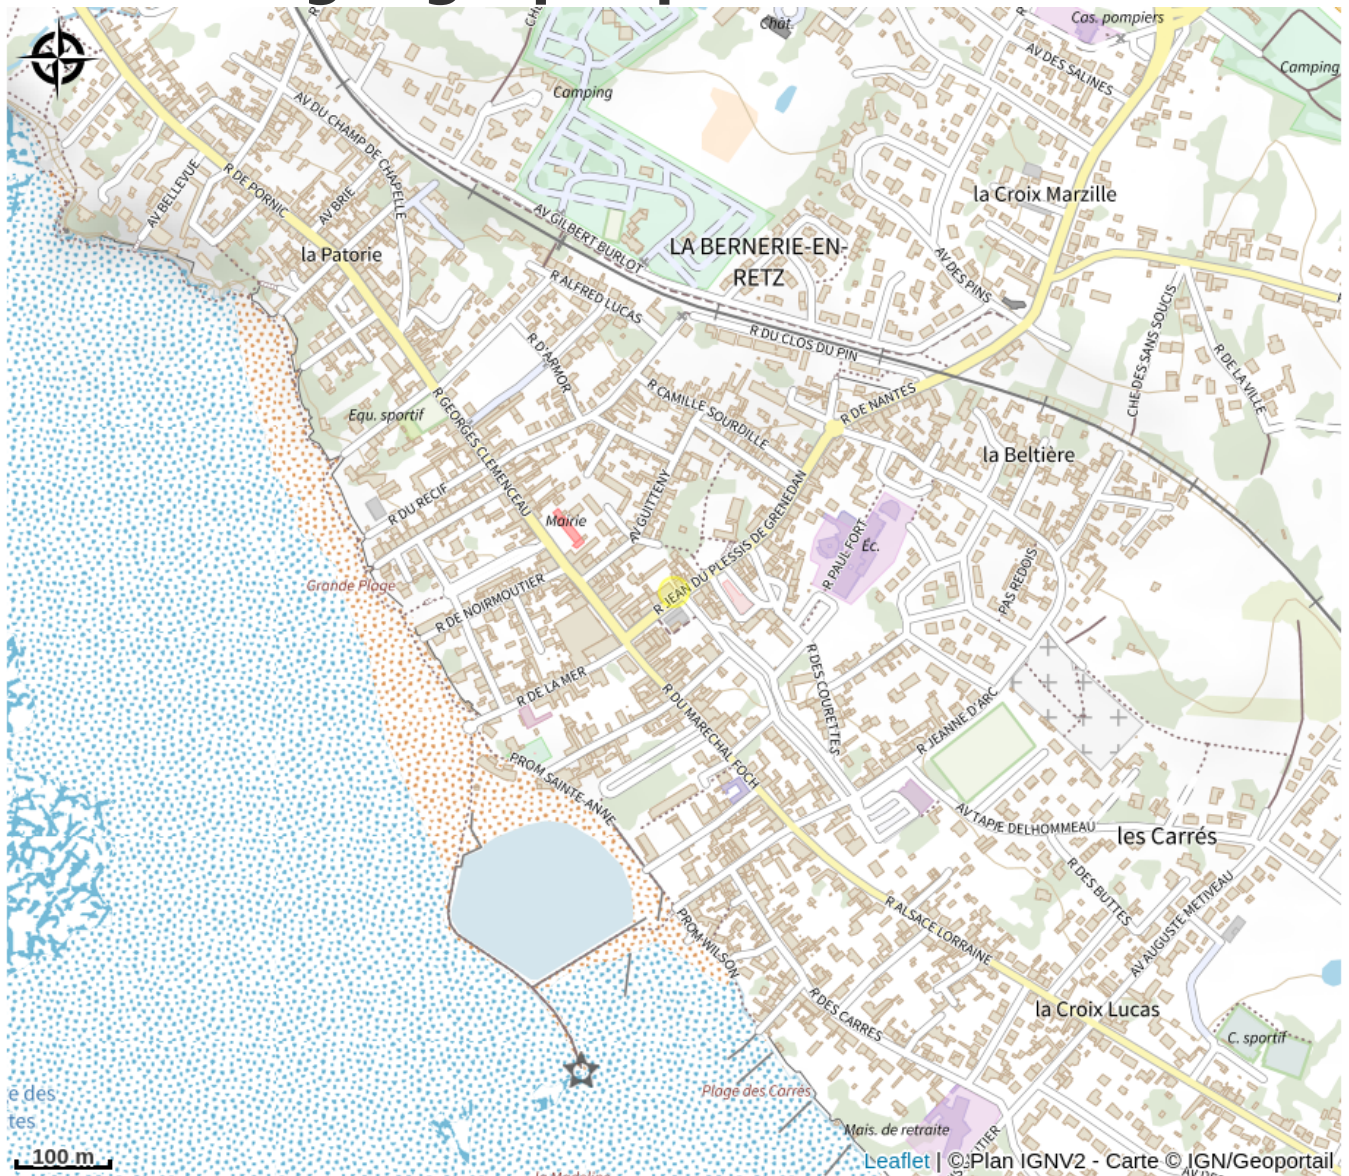 Chât.
Cas. pompiers
AV DES SALINES
Camping
Camping
AV DU CHAMP DE CHAPELLE
AV BELLEVUE
R DE PORNIC
AV BRIE
la Croix Marzille
AV GILBERT BURLOT
LA BERNERIE-EN-
RETZ
la Patorie
AV DES PINS
R ALFRED LUCAS
R DU CLOS DU PIN
CHE DES SANS SOUCIS
R DE LA VILLE
R D'ARMOR
R CAMILLE SOURDILLE
R DE NANTES
Equ. sportif
R GEORGES CLEMENCEAU
la Beltière
R DU RECIF
AV GUITTENY
Mairie
R JEAN DU PLESSIS DE GRENEDAN
R PAUL FORT
Éc.
PAS REDOIS
Grande Plage
R DE NOIRMOUTIER
R DE LA MER
R DES COURETTES
R DU MARECHAL FOCH
R JEANNE D'ARC
PROM SAINTE-ANNE
AV TAPIE DELHOMMEAU
les Carrés
R DES BUTTES
AV AUGUSTE METIVEAU
R ALSACE LORRAINE
PROM WILSON
R DES CARRES
la Croix Lucas
C. sportif
Plage des Carrés
e des
tes
Mais. de retraite
100 m
Leaflet | © Plan IGNV2 - Carte © IGN/Geoportail